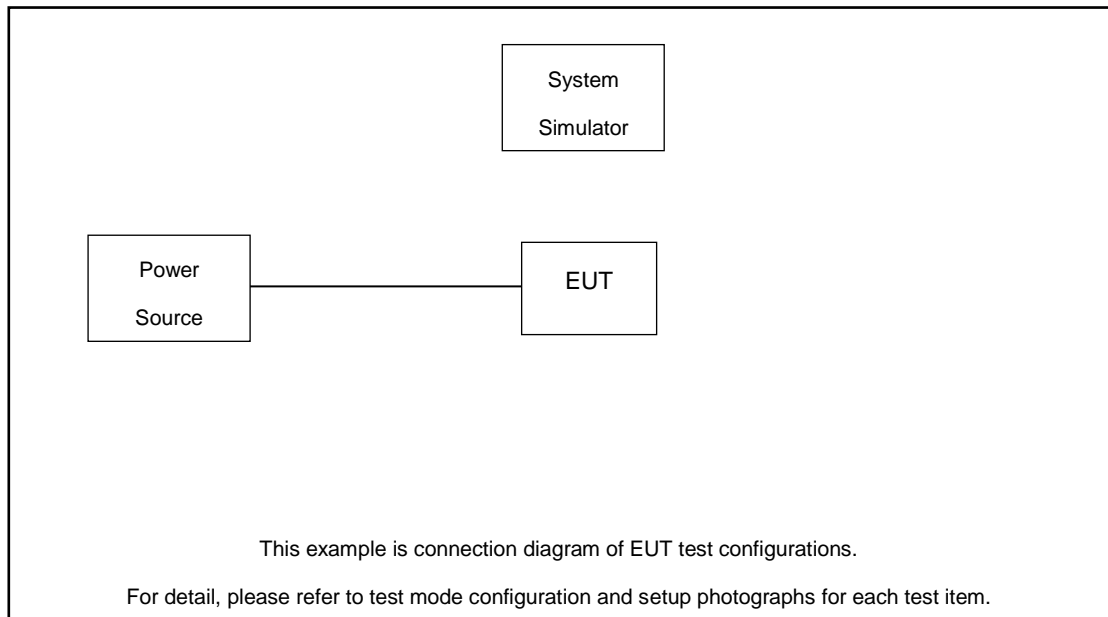 System
Simulator
Power
Source
EUT
This example is connection diagram of EUT test configurations.
For detail, please refer to test mode configuration and setup photographs for each test item.